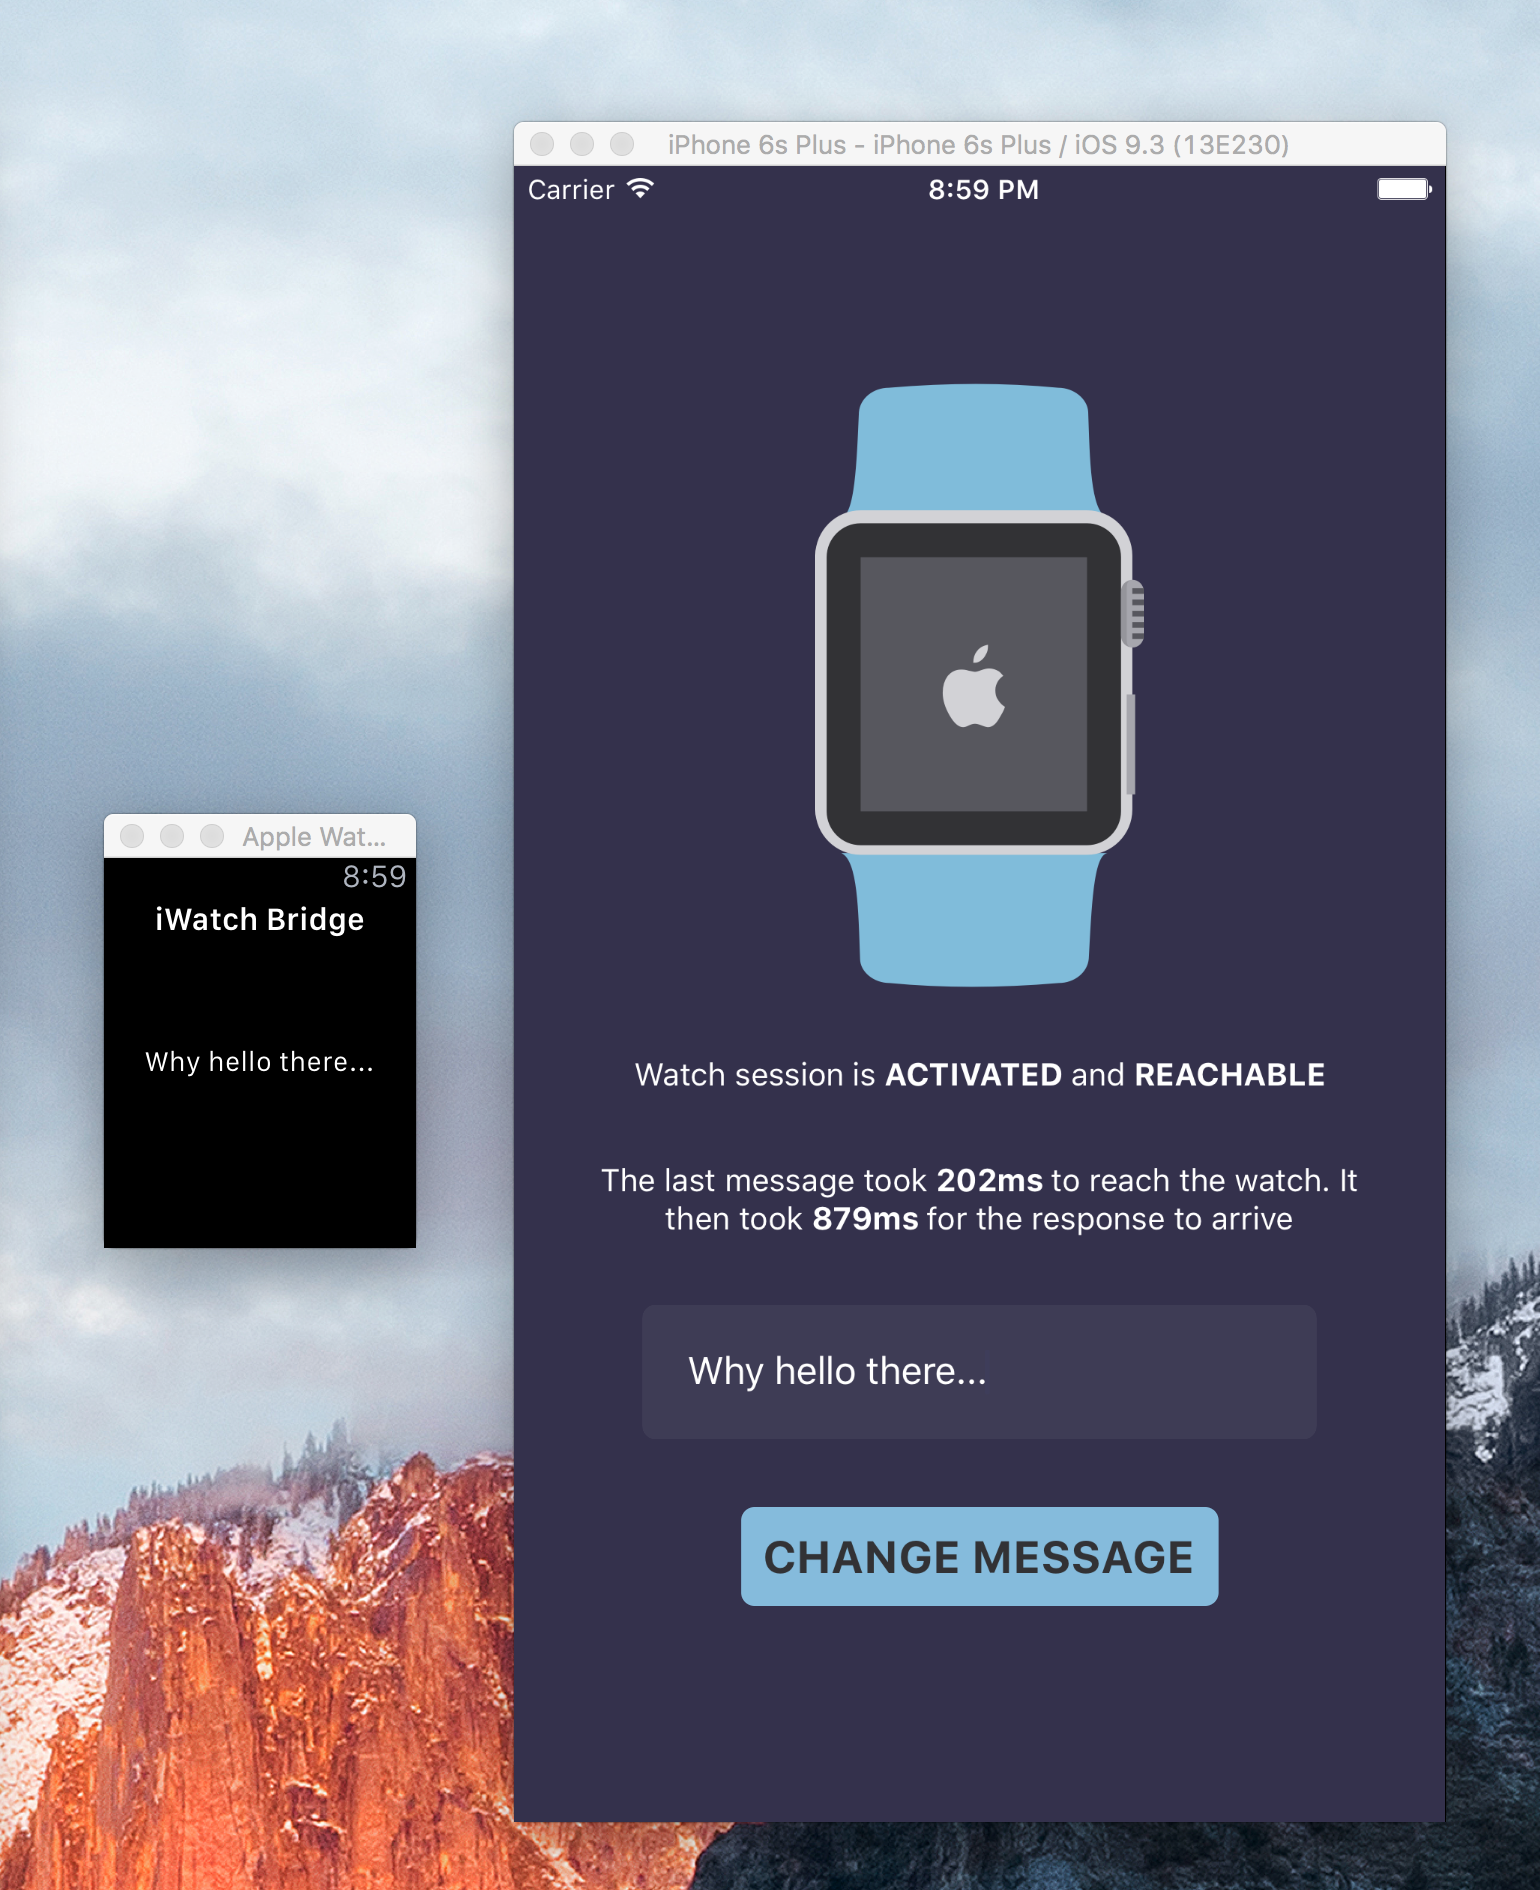 iPhone 6s Plus - iPhone 6s Plus / iOS 9.3 (13E230)
Carrier
8:59 PM
Apple Wat...
8:59
iWatch Bridge
Why hello there...
Watch session is ACTIVATED and REACHABLE
The last message took 202ms to reach the watch. It
then took 879ms for the response to arrive
Why hello there...
CHANGE MESSAGE